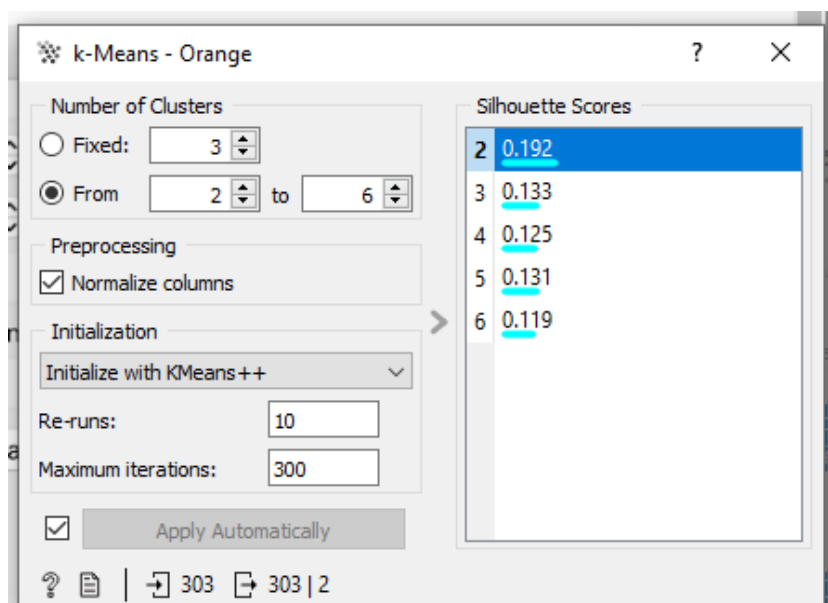 k-Means - Orange ? ×
Number of Clusters
Fixed: 3
From 2 to 6
Preprocessing
Normalize columns
Initialization
Initialize with KMeans++
Re-runs: 10
Maximum iterations: 300
Apply Automatically
? | 303 303 | 2
Silhouette Scores
2 0.192
3 0.133
4 0.125
5 0.131
6 0.119